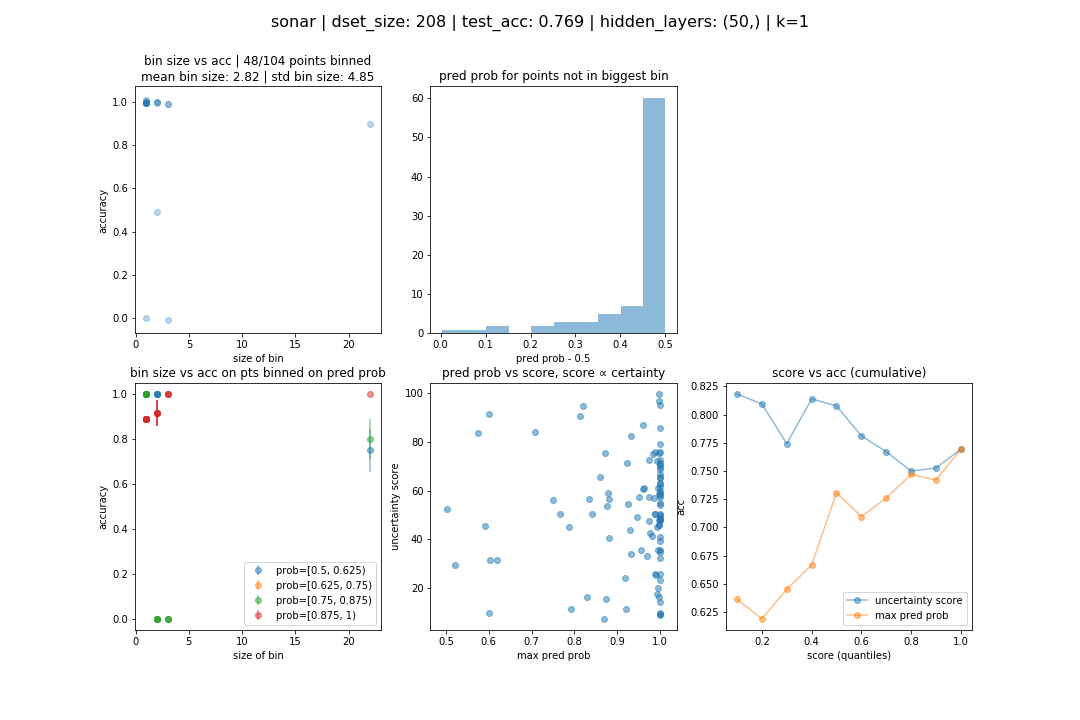 sonar | dset_size: 208 | test_acc: 0.769 | hidden_layers: (50,) | k=1
bin size vs acc | 48/104 points binned
mean bin size: 2.82 | std bin size: 4.85
1.0
0.8
0.6
0.4
0.2
0.0
accuracy
0
5
10
15
20
size of bin
pred prob for points not in biggest bin
60
50
40
30
20
10
0
0.0
0.1
0.2
0.3
0.4
0.5
pred prob - 0.5
bin size vs acc on pts binned on pred prob
1.0
0.8
0.6
0.4
0.2
0.0
accuracy
prob=[0.5, 0.625)
prob=[0.625, 0.75)
prob=[0.75, 0.875)
prob=[0.875, 1)
0
5
10
15
20
size of bin
pred prob vs score, score ∝ certainty
100
80
60
40
20
uncertainty score
0.5
0.6
0.7
0.8
0.9
1.0
max pred prob
score vs acc (cumulative)
0.825
0.800
0.775
0.750
0.725
0.700
0.675
0.650
0.625
acc
uncertainty score
max pred prob
0.2
0.4
0.6
0.8
1.0
score (quantiles)